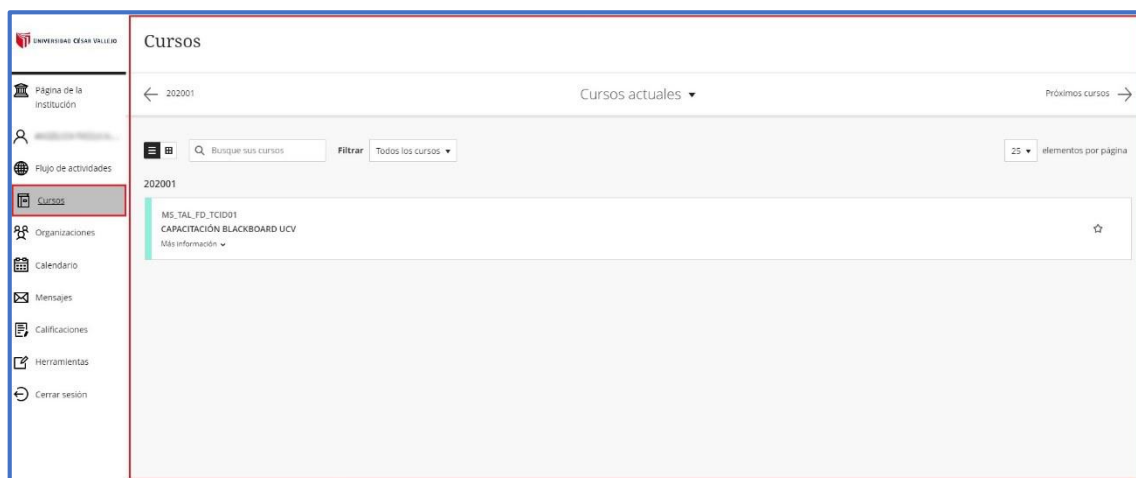 UNIVERSIDAD CÉSAR VALLEJO
Página de la
institución
Flujo de actividades
Cursos
Organizaciones
Calendario
Mensajes
Calificaciones
Herramientas
Cerrar sesión
Cursos
202001
Cursos actuales
Próximos cursos
Busque sus cursos
Filtrar
Todos los cursos
25
elementos por página
202001
MS_TAL_FD_TCID01
CAPACITACIÓN BLACKBOARD UCV
Más información